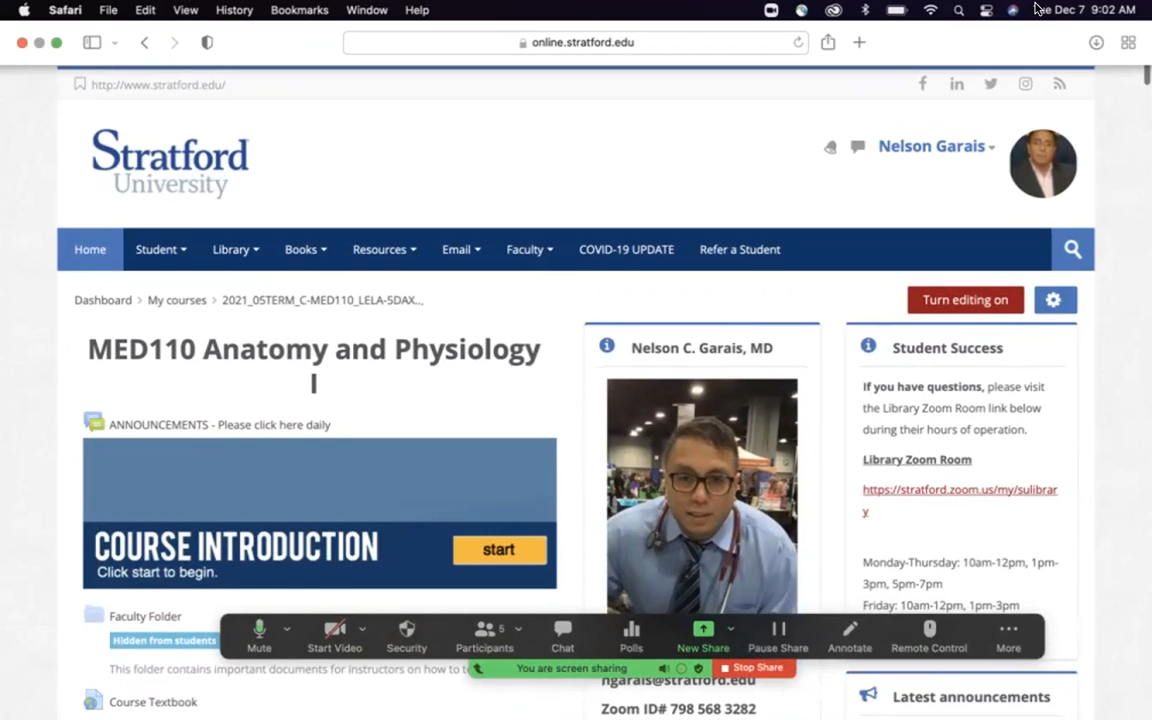 Safari File Edit View History Bookmarks Window Help
Dec 7 9:02 AM
online.stratford.edu
http://www.stratford.edu/
Stratford
University
Nelson Garais
Home Student Library Books Resources Email Faculty COVID-19 UPDATE Refer a Student
Dashboard > My courses > 2021_05TERM_C-MED110_LELA-5DAX...
Turn editing on
MED110 Anatomy and Physiology
I
ANNOUNCEMENTS - Please click here daily
COURSE INTRODUCTION
Click start to begin.
start
Faculty Folder
Hidden from students
This folder contains important documents for instructors on how to
Course Textbook
Nelson C. Garais, MD
ngarais@stratford.edu
Zoom ID# 798 568 3282
Student Success
If you have questions, please visit
the Library Zoom Room link below
during their hours of operation.
Library Zoom Room
https://stratford.zoom.us/my/sulibrar
y
Monday-Thursday: 10am-12pm, 1pm-
3pm, 5pm-7pm
Friday: 10am-12pm, 1pm-3pm
Latest announcements
Mute Start Video Security Participants 5 Chat Polls New Share Pause Share Annotate Remote Control More
You are screen sharing Stop Share